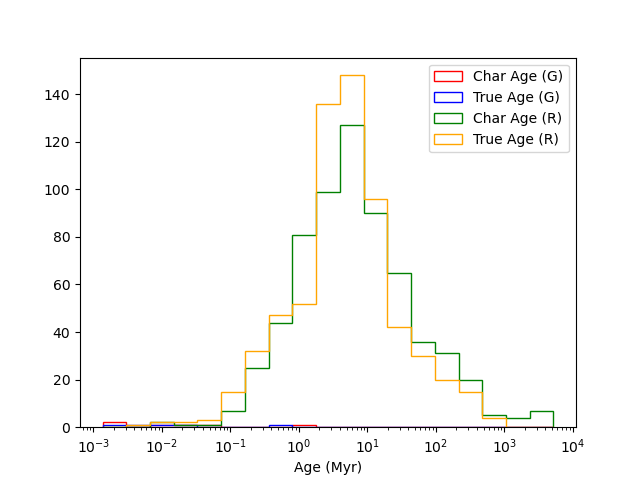 Char Age (G)
True Age (G)
Char Age (R)
True Age (R)
140
120
100
80
60
40
20
0
10⁻³ 10⁻² 10⁻¹ 10⁰ 10¹ 10² 10³ 10⁴
Age (Myr)